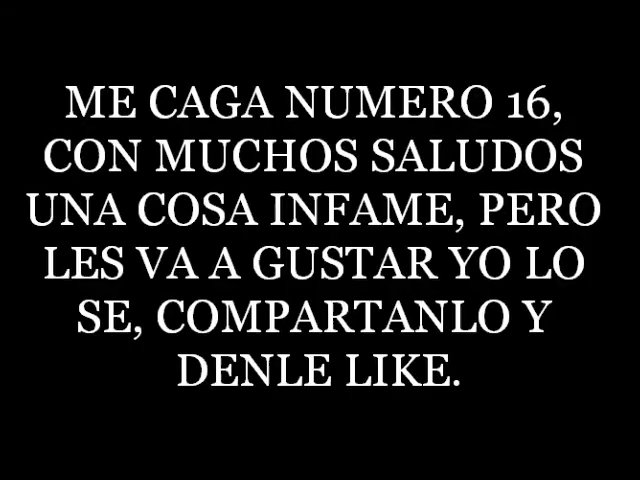 ME CAGA NUMERO 16,
CON MUCHOS SALUDOS
UNA COSA INFAME, PERO
LES VA A GUSTAR YO LO
SE, COMPARTANLO Y
DENLE LIKE.